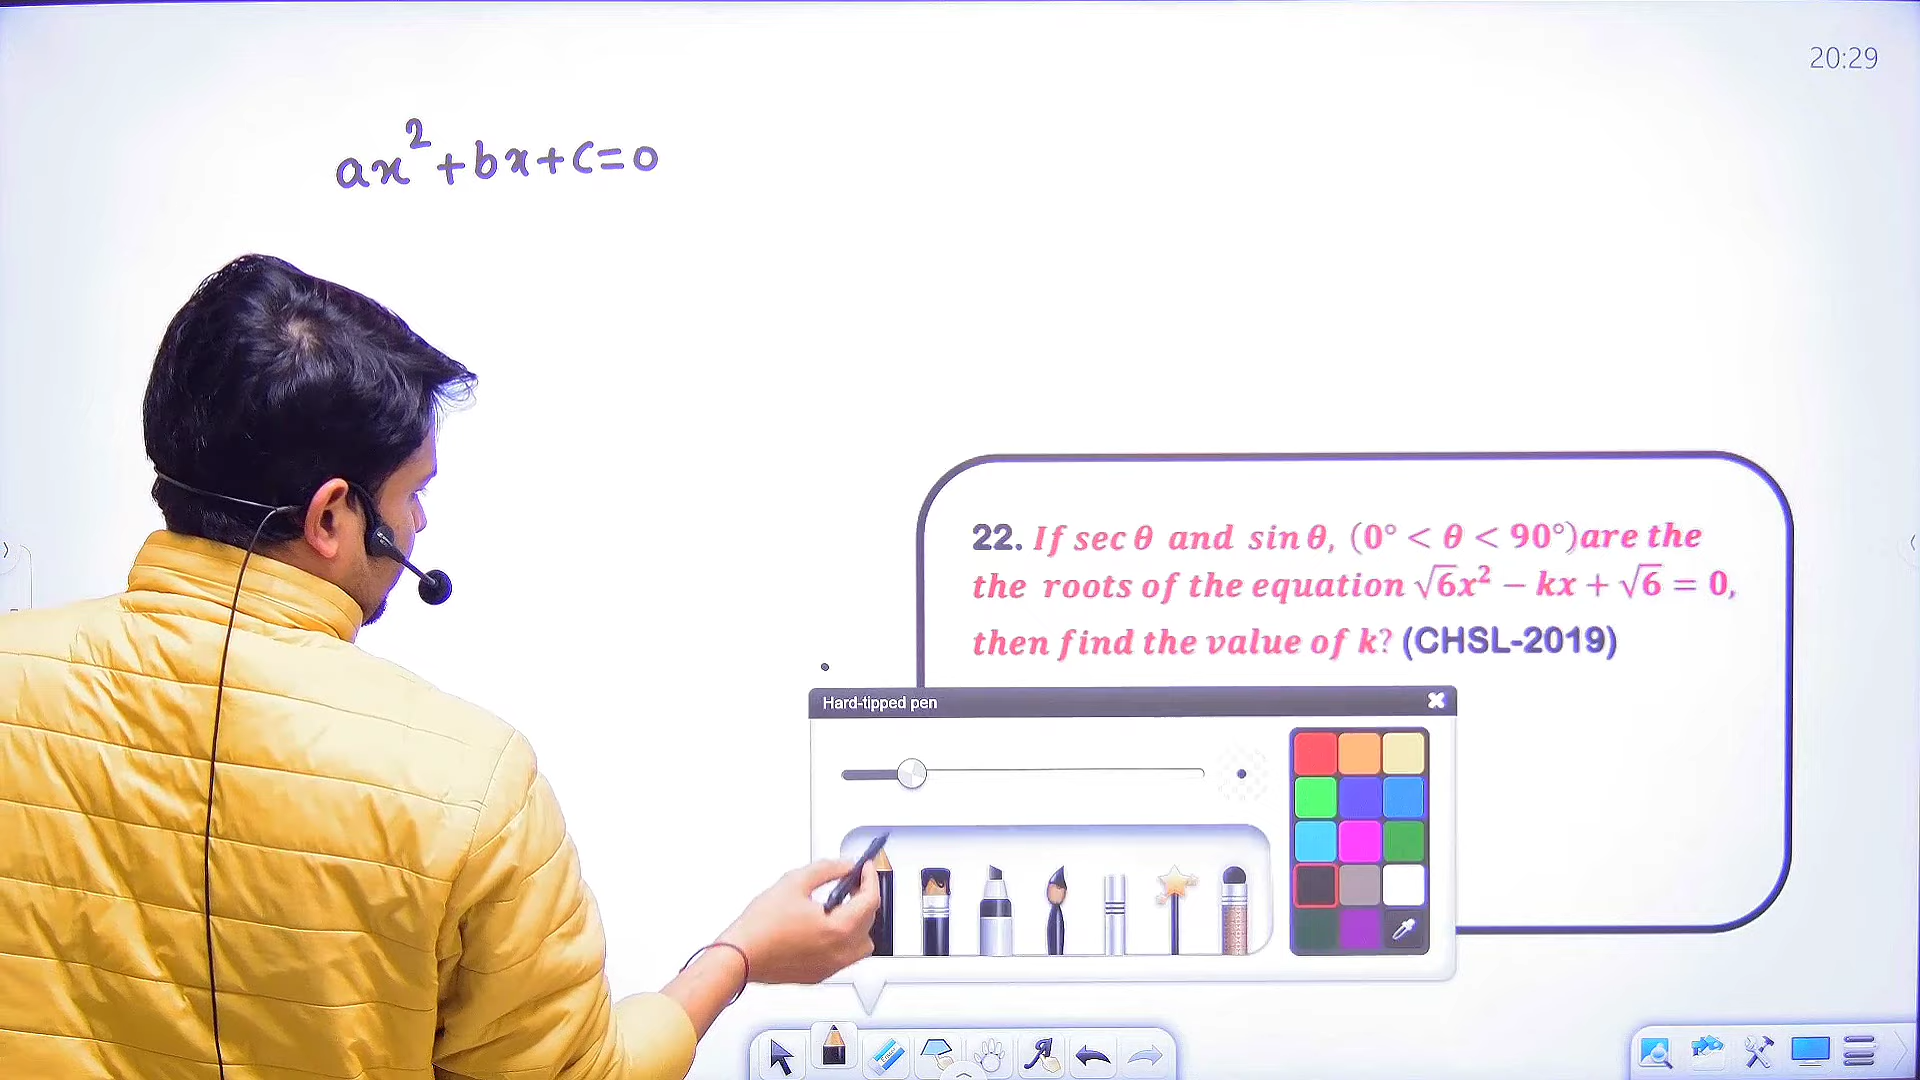 20:29
ax²+bx+c=0
22. If sec θ and sin θ, (0° < θ < 90°)are the
the roots of the equation √6x² − kx + √6 = 0,
then find the value of k? (CHSL-2019)
Hard-tipped pen